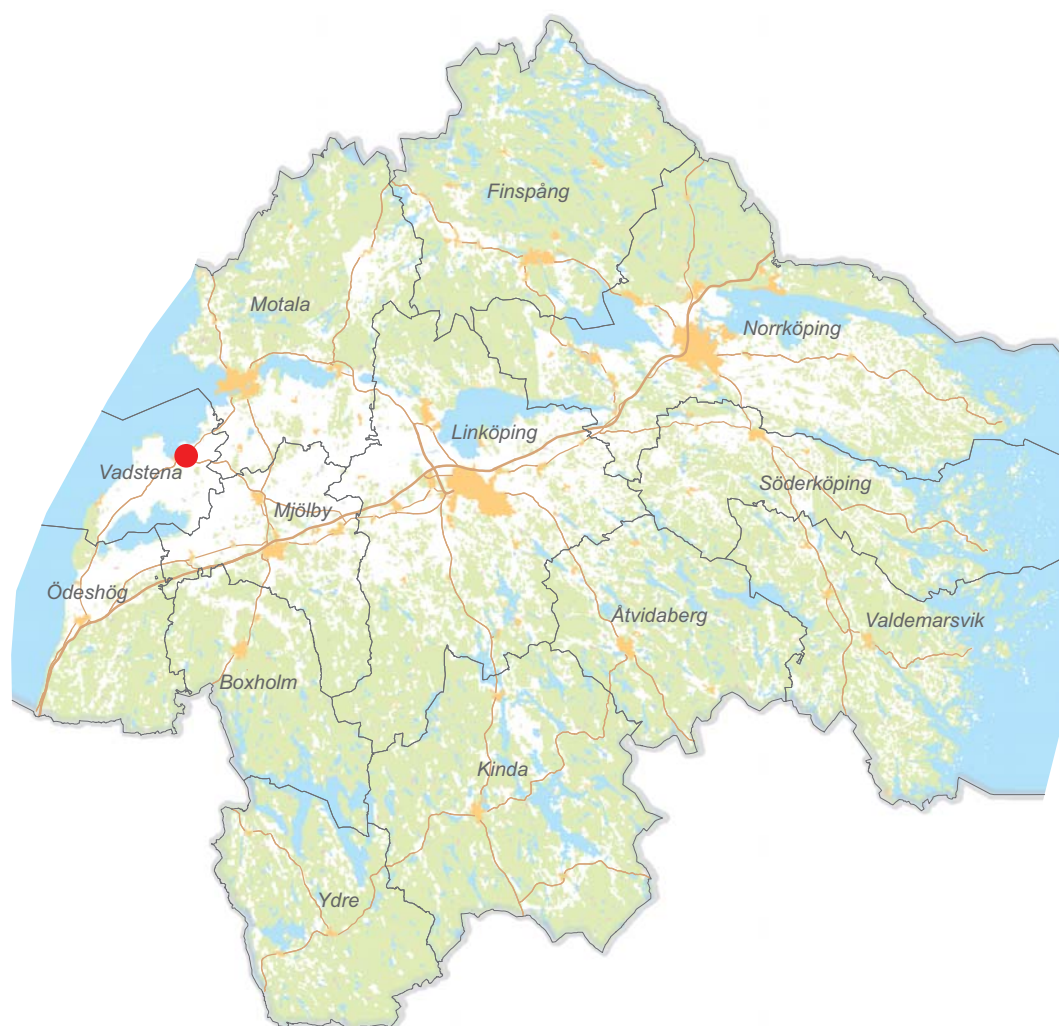 Finspång
Motala
Norrköping
Linköping
Vadstena
Söderköping
Mjölby
Ödeshög
Åtvidaberg
Valdemarsvik
Boxholm
Kinda
Ydre